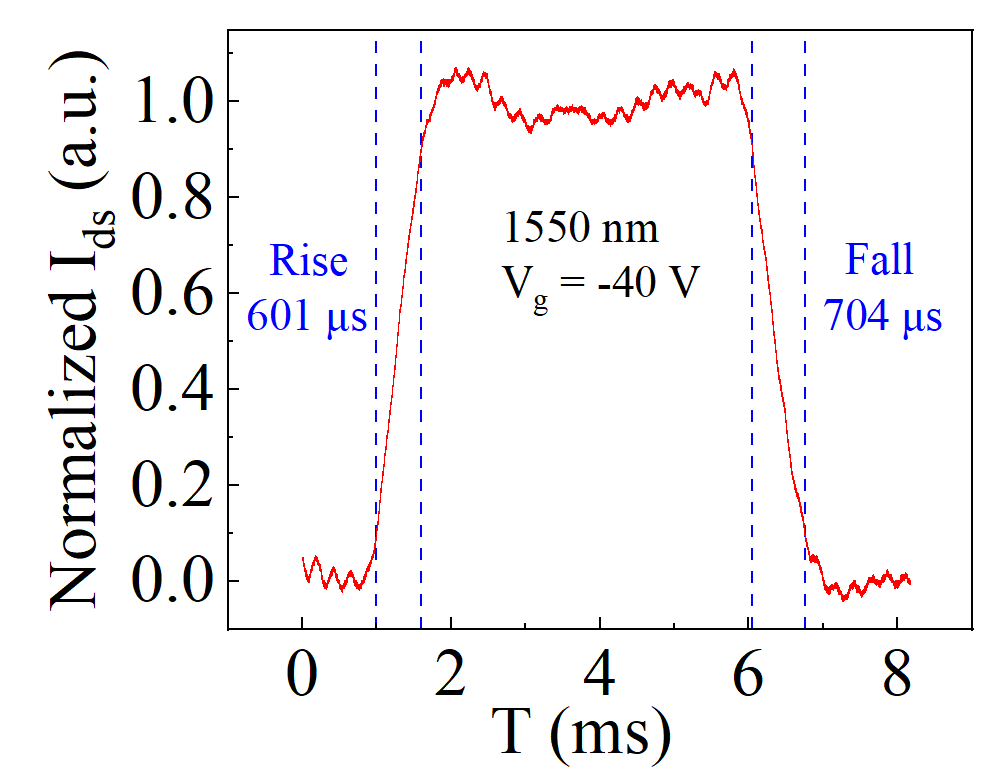 Normalized I_ds (a.u.)
1.0
0.8
0.6
0.4
0.2
0.0
1550 nm
V_g = -40 V
Rise
601 μs
Fall
704 μs
0 2 4 6 8
T (ms)